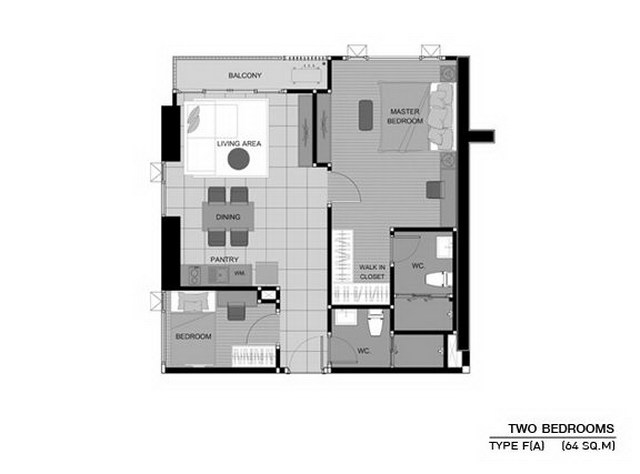 BALCONY
MASTER
BEDROOM
LIVING AREA
DINING
PANTRY
WM.
WALK IN
CLOSET
WC.
BEDROOM
WC.
TWO BEDROOMS
TYPE F(A) (64 SQ.M)